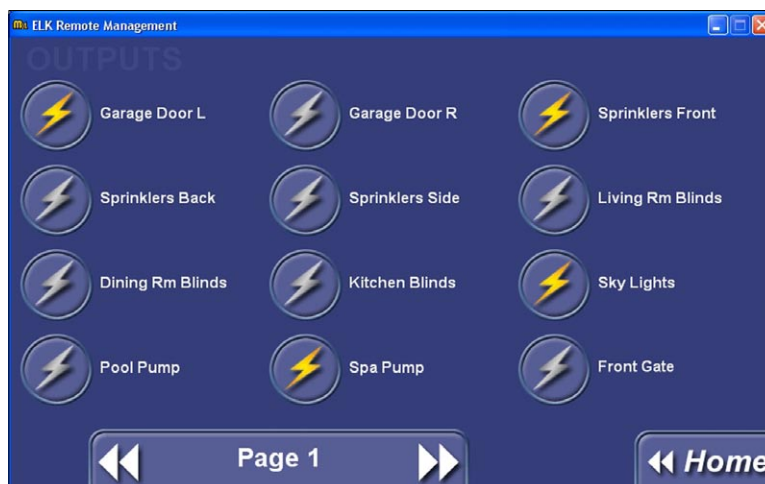 ELK Remote Management
OUTPUTS
Garage Door L
Garage Door R
Sprinklers Front
Sprinklers Back
Sprinklers Side
Living Rm Blinds
Dining Rm Blinds
Kitchen Blinds
Sky Lights
Pool Pump
Spa Pump
Front Gate
Page 1
Home